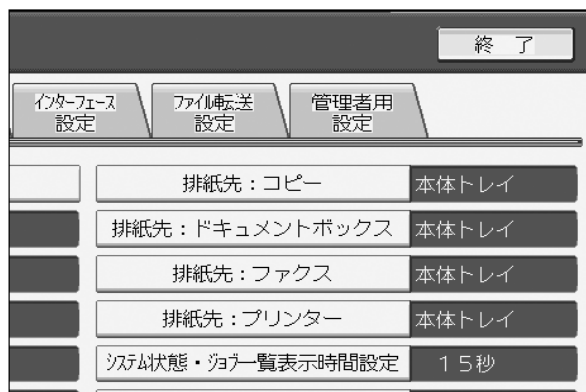 終 了
インターフェース
設定
ファイル転送
設定
管理者用
設定
排紙先：コピー 本体トレイ
排紙先：ドキュメントボックス 本体トレイ
排紙先：ファクス 本体トレイ
排紙先：プリンター 本体トレイ
システム状態・ジョブ一覧表示時間設定 １５秒